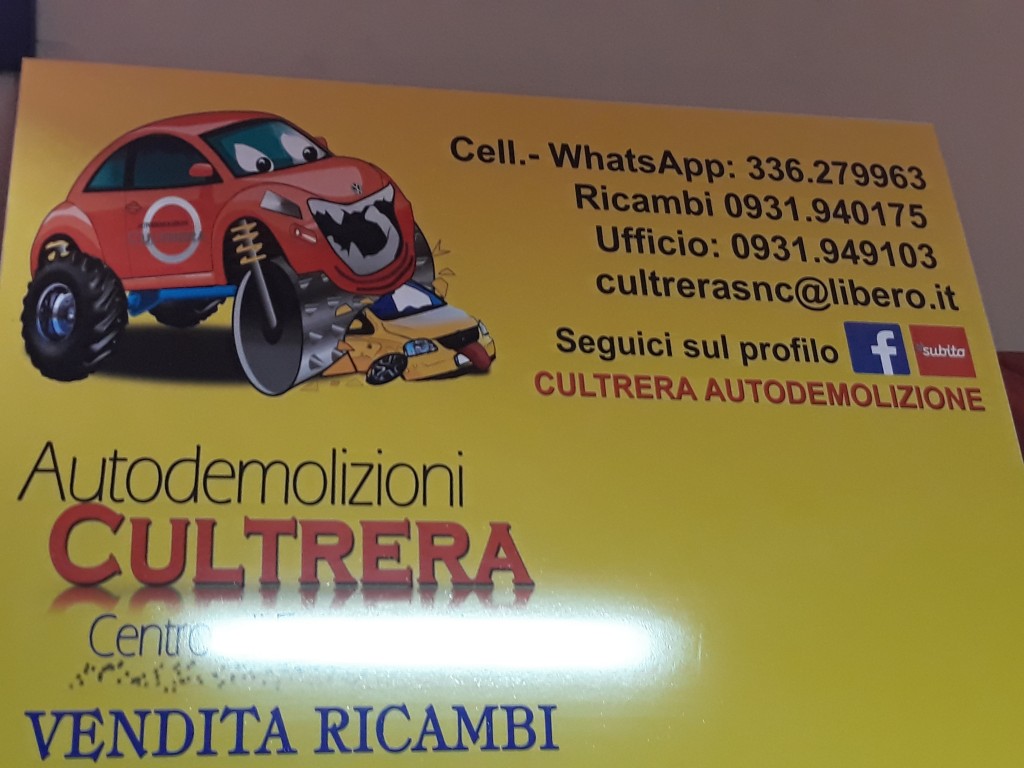 Cell.- WhatsApp: 336.279963
Ricambi 0931.940175
Ufficio: 0931.949103
cultrerasnc@libero.it
Seguici sul profilo f subito
CULTRERA AUTODEMOLIZIONE
Autodemolizioni
CULTRERA
Centro
VENDITA RICAMBI